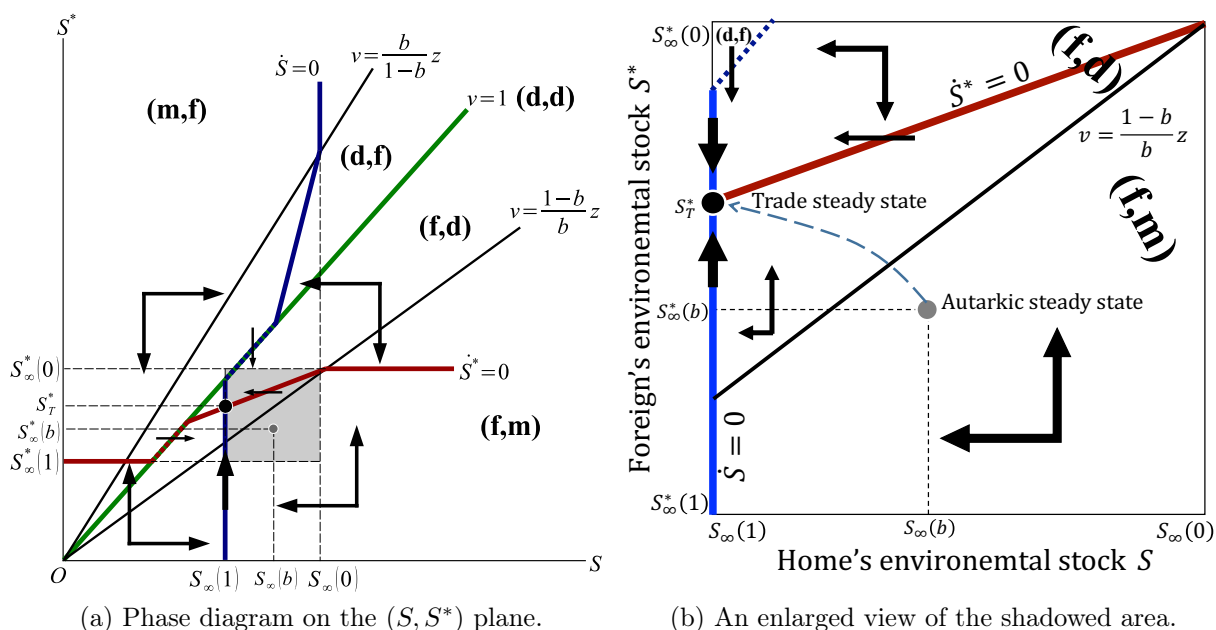 S*
Ṡ=0
v= b/(1−b) z
(m,f)
v=1 (d,d)
(d,f)
v= (1−b)/b z
(f,d)
S*∞(0)
Ṡ*=0
S*T
S*∞(b)
(f,m)
S*∞(1)
O
S∞(1)
S∞(b)
S∞(0)
S
(a) Phase diagram on the (S, S*) plane.
Foreign's environemtal stock S*
S*∞(0)
(d,f)
(f,d)
Ṡ* = 0
v = (1 − b)/b z
S*T
Trade steady state
(f,m)
S*∞(b)
Autarkic steady state
Ṡ = 0
S*∞(1)
S∞(1)
S∞(b)
S∞(0)
Home's environemtal stock S
(b) An enlarged view of the shadowed area.